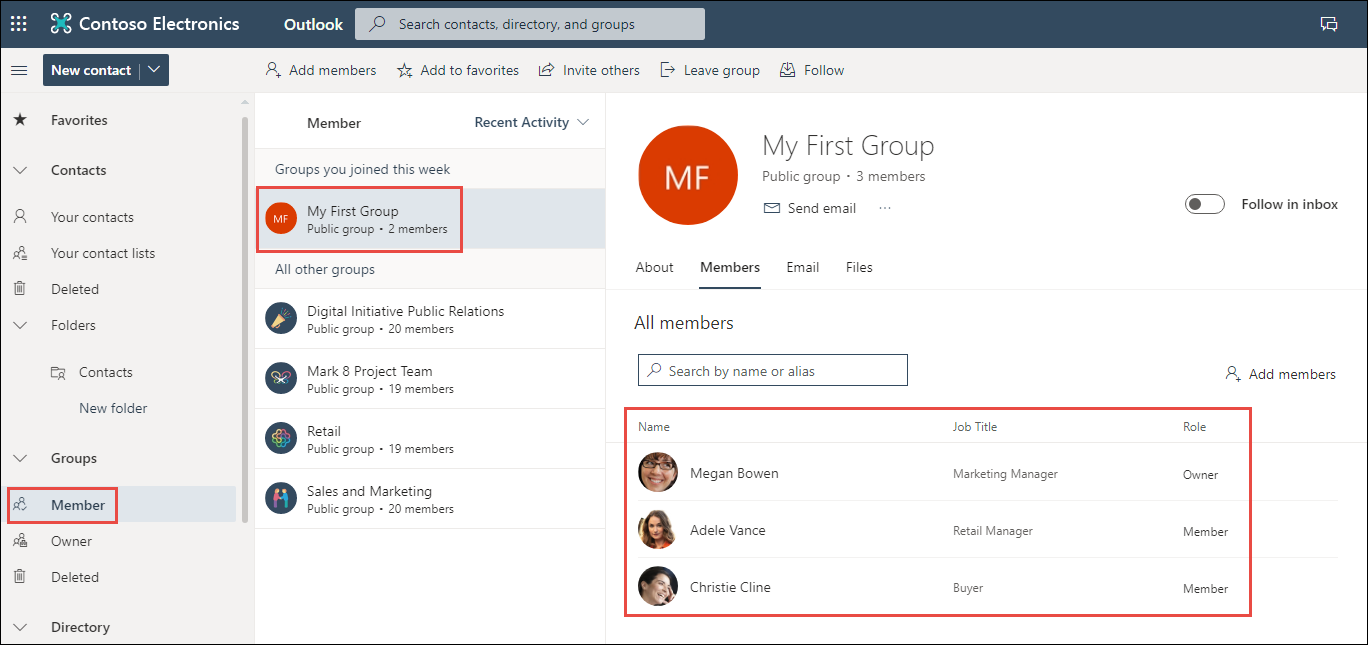 Contoso Electronics
Outlook
Search contacts, directory, and groups
New contact
Add members
Add to favorites
Invite others
Leave group
Follow
Favorites
Contacts
Your contacts
Your contact lists
Deleted
Folders
Contacts
New folder
Groups
Member
Owner
Deleted
Directory
Member
Recent Activity
Groups you joined this week
MF
My First Group
Public group • 2 members
All other groups
Digital Initiative Public Relations
Public group • 20 members
Mark 8 Project Team
Public group • 19 members
Retail
Public group • 19 members
Sales and Marketing
Public group • 20 members
MF
My First Group
Public group • 3 members
Send email
...
Follow in inbox
About
Members
Email
Files
All members
Search by name or alias
Add members
Name Job Title Role
Megan Bowen Marketing Manager Owner
Adele Vance Retail Manager Member
Christie Cline Buyer Member